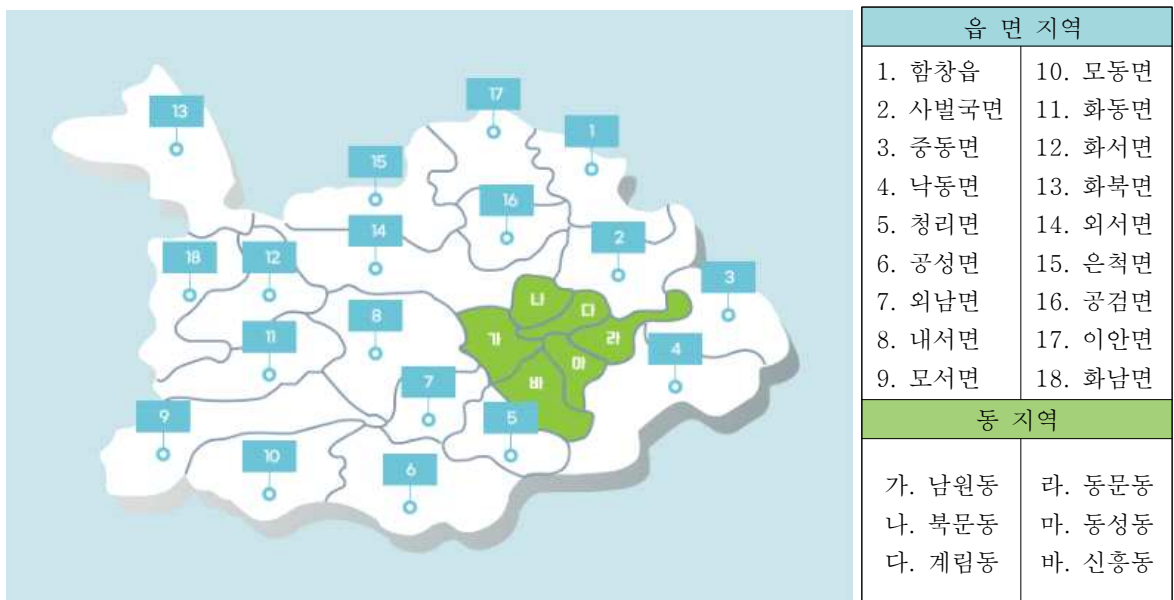 13
17
1
15
16
14
2
18
12
3
나
다
8
가
라
11
4
마
바
7
9
5
10
6
읍 면 지역
1. 함창읍 10. 모동면
2. 사벌국면 11. 화동면
3. 중동면 12. 화서면
4. 낙동면 13. 화북면
5. 청리면 14. 외서면
6. 공성면 15. 은척면
7. 외남면 16. 공검면
8. 내서면 17. 이안면
9. 모서면 18. 화남면
동 지역
가. 남원동 라. 동문동
나. 북문동 마. 동성동
다. 계림동 바. 신흥동